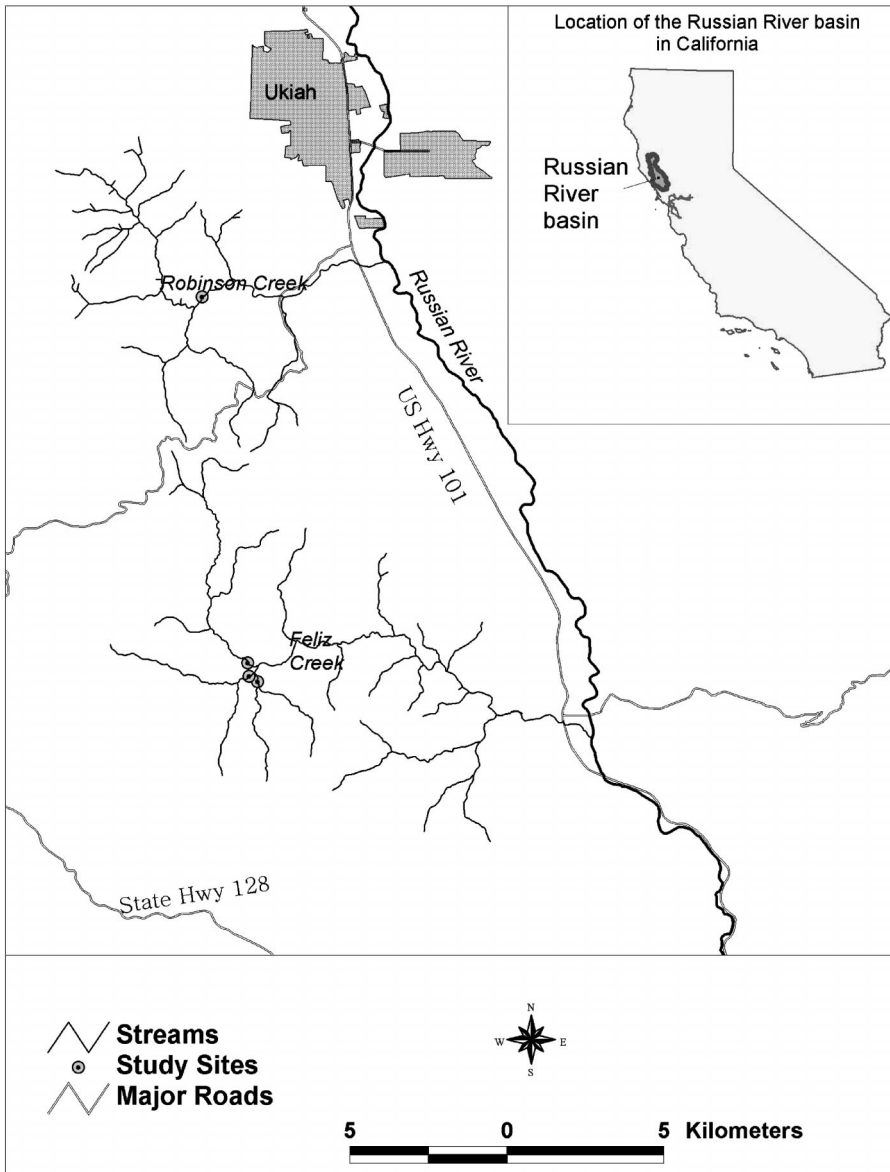 Location of the Russian River basin
in California
Ukiah
Russian
River
basin
Robinson Creek
Russian River
US Hwy 101
Feliz
Creek
State Hwy 128
Streams
Study Sites
Major Roads
N
W E
S
5 0 5 Kilometers